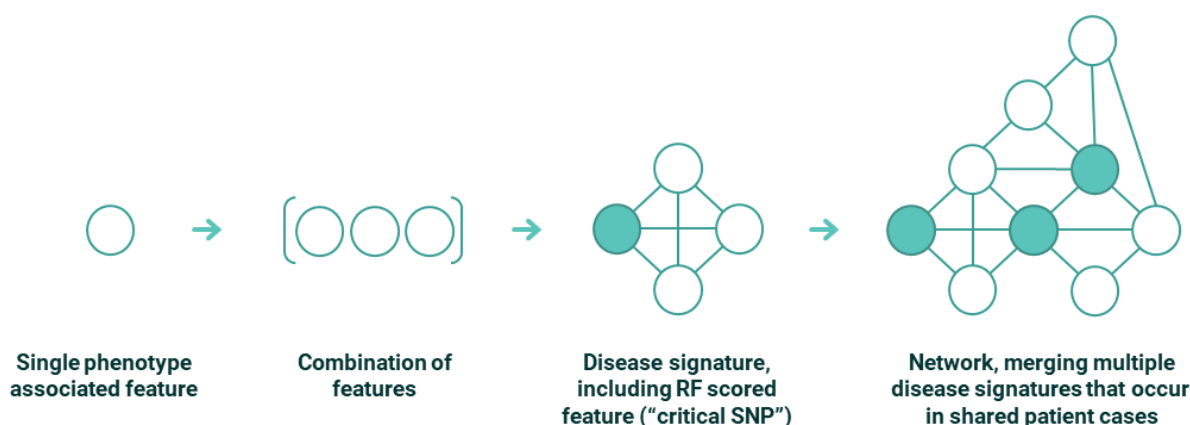 Single phenotype
associated feature
Combination of
features
Disease signature,
including RF scored
feature (“critical SNP”)
Network, merging multiple
disease signatures that occur
in shared patient cases